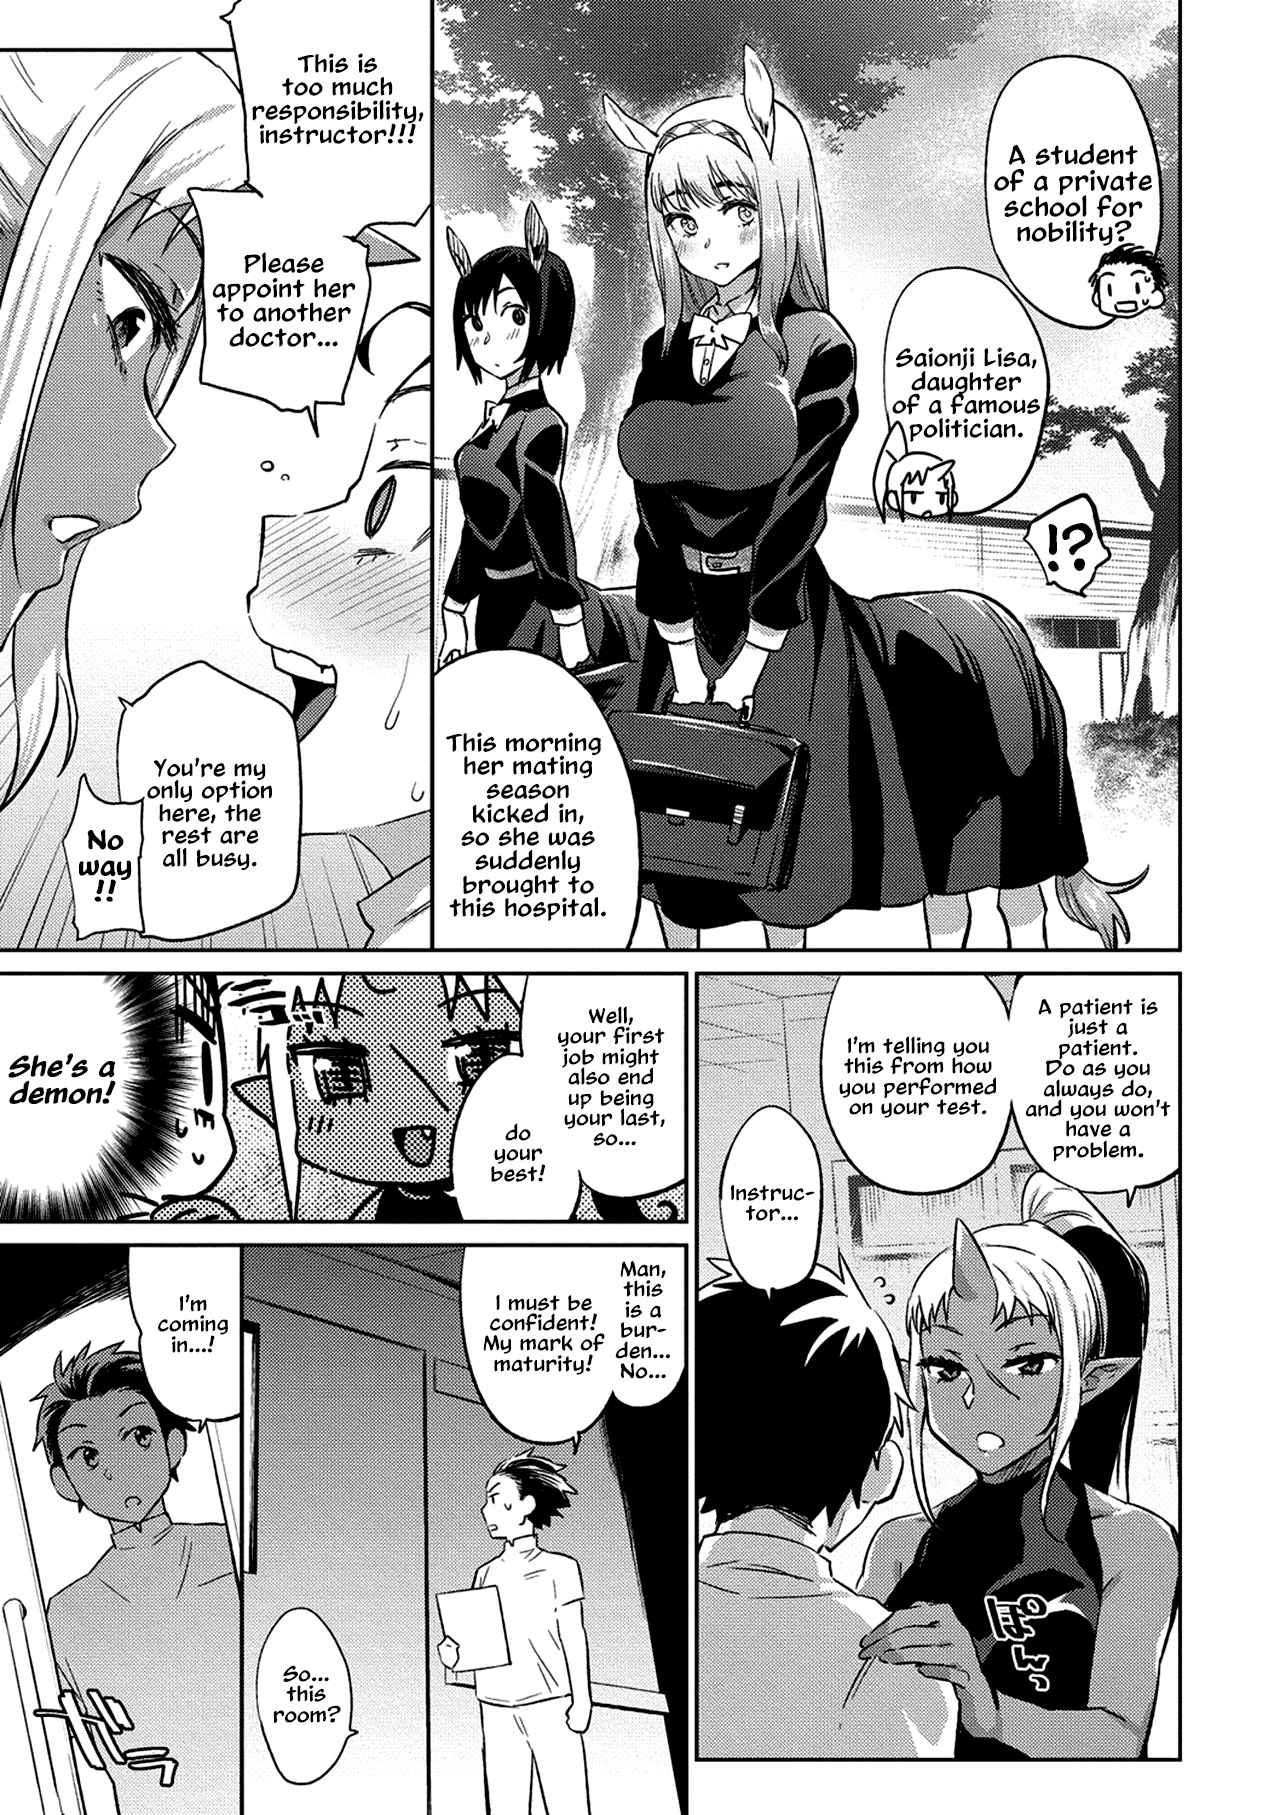 A student
of a private
school for
nobility?
Saionji Lisa,
daughter
of a famous
politician.
!?
This morning
her mating
season
kicked in,
so she was
suddenly
brought to
this hospital.
This is
too much
responsibility,
instructor!!!
Please
appoint her
to another
doctor...
You're my
only option
here, the
rest are
all busy.
No
way
!!
A patient is
just a
patient.
Do as you
always do,
and you won't
have a
problem.
I'm telling you
this from how
you performed
on your test.
Instruc-
tor...
ぽんっ
Well,
your first
job might
also end
up being
your last,
so...
do
your
best!
She's a
demon!
Man,
this
is a
bur-
den...
No...
I must be
confident!
My mark of
maturity!
So...
this
room?
I'm
coming
in...!